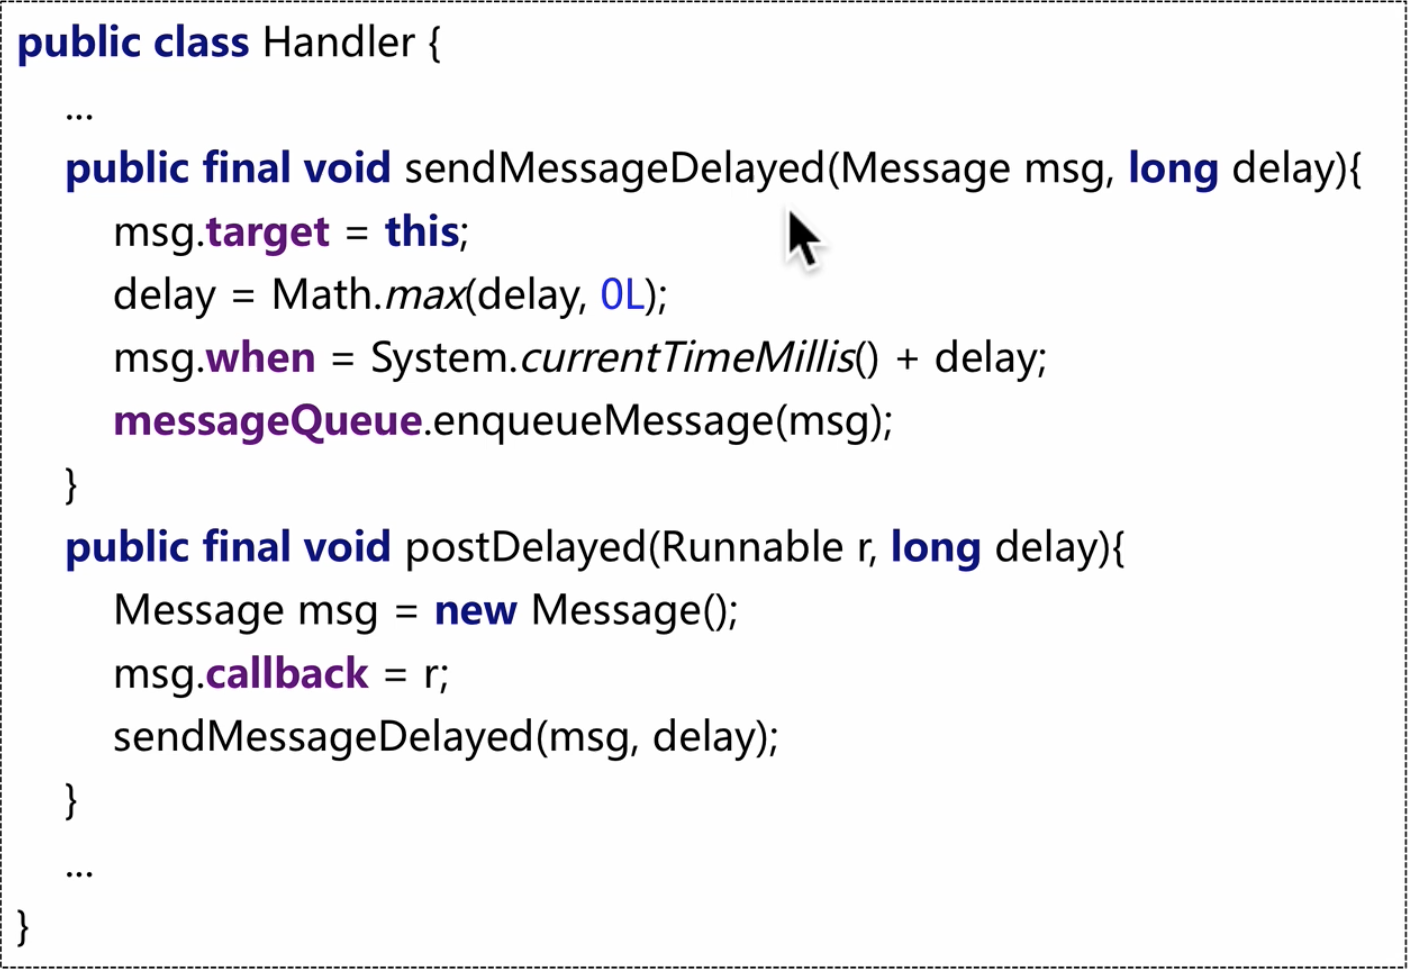 public class Handler {
...
public final void sendMessageDelayed(Message msg, long delay){
msg.target = this;
delay = Math.max(delay, 0L);
msg.when = System.currentTimeMillis() + delay;
messageQueue.enqueueMessage(msg);
}
public final void postDelayed(Runnable r, long delay){
Message msg = new Message();
msg.callback = r;
sendMessageDelayed(msg, delay);
}
...
}